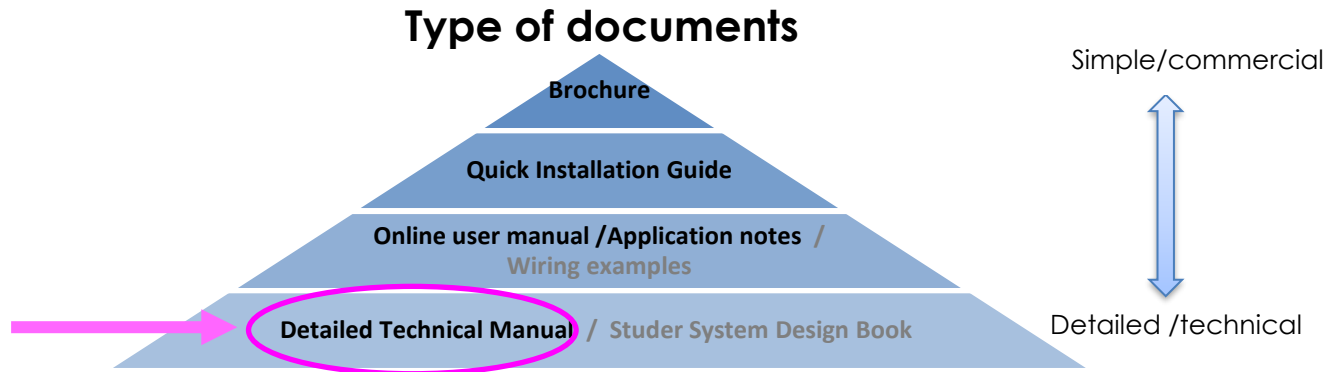 Type of documents
Simple/commercial
Brochure
Quick Installation Guide
Online user manual /Application notes /
Wiring examples
Detailed Technical Manual / Studer System Design Book
Detailed /technical